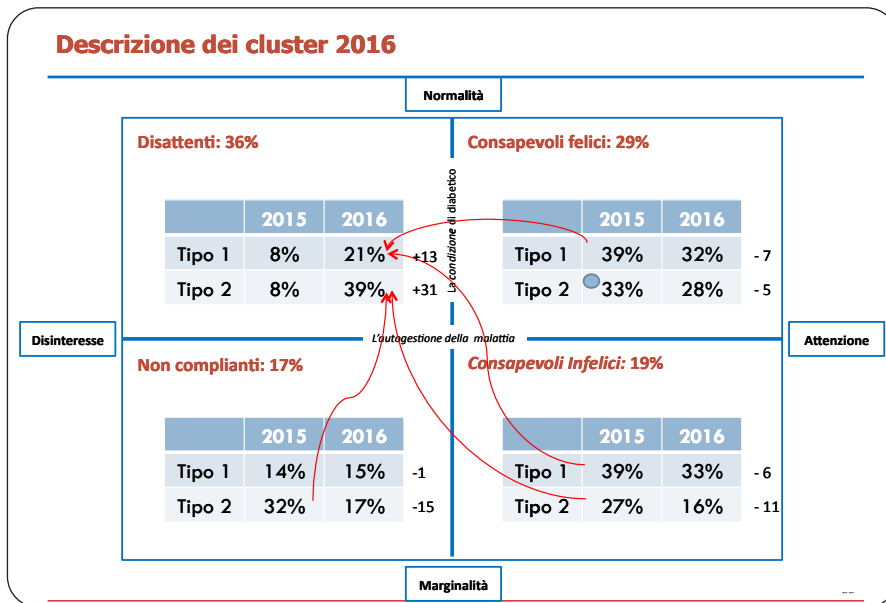 Descrizione dei cluster 2016
Normalità
Disattenti: 36%
2015 2016
Tipo 1 8% 21% +13
Tipo 2 8% 39% +31
La condizione di diabetico
Consapevoli felici: 29%
2015 2016
Tipo 1 39% 32% - 7
Tipo 2 33% 28% - 5
Disinteresse
L'autogestione della malattia
Attenzione
Non complianti: 17%
2015 2016
Tipo 1 14% 15% -1
Tipo 2 32% 17% -15
Consapevoli Infelici: 19%
2015 2016
Tipo 1 39% 33% - 6
Tipo 2 27% 16% - 11
Marginalità